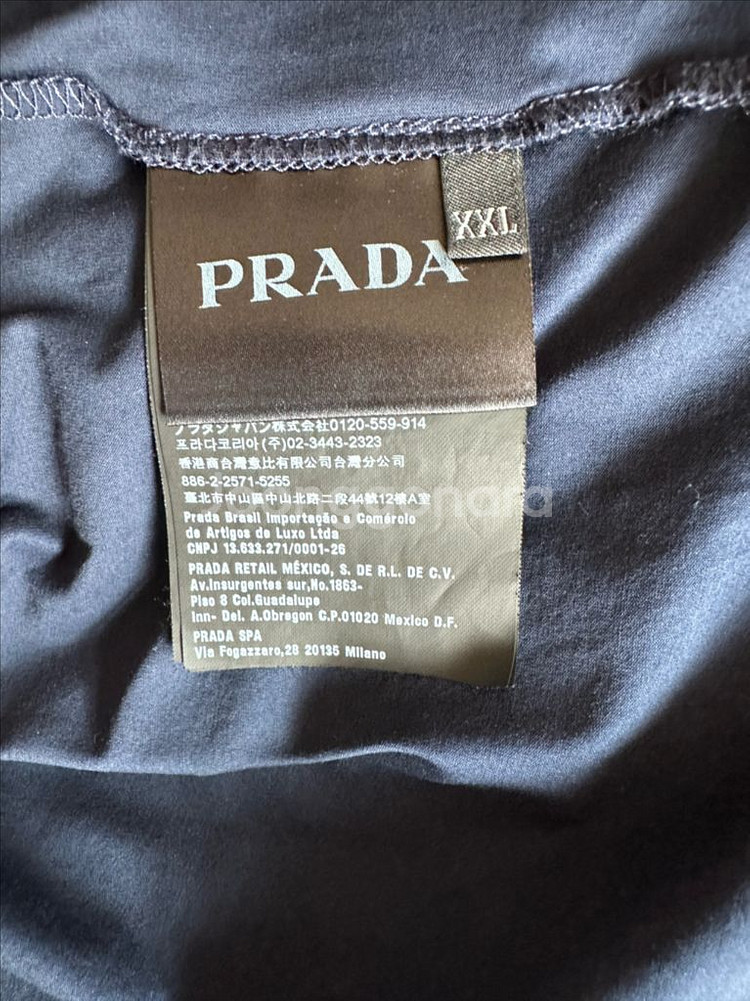 PRADA
XXL
プラダジャパン株式会社0120-559-914
프라다코리아(주)02-3443-2323
香港商台灣普比有限公司台灣分公司
886-2-2571-5255
臺北市中山區中山北路二段44號12樓A室
Prada Brasil Importação e Comércio
de Artigos de Luxo Ltda
CNPJ 13.633.271/0001-26
PRADA RETAIL MÉXICO, S. DE R.L. DE C.V.
Av.Insurgentes sur,No.1863-
Piso 8 Col.Guadalupe
Inn- Del. A.Obregon C.P.01020 Mexico D.F.
PRADA SPA
Via Fogazzaro,28 20135 Milano
joonggonara